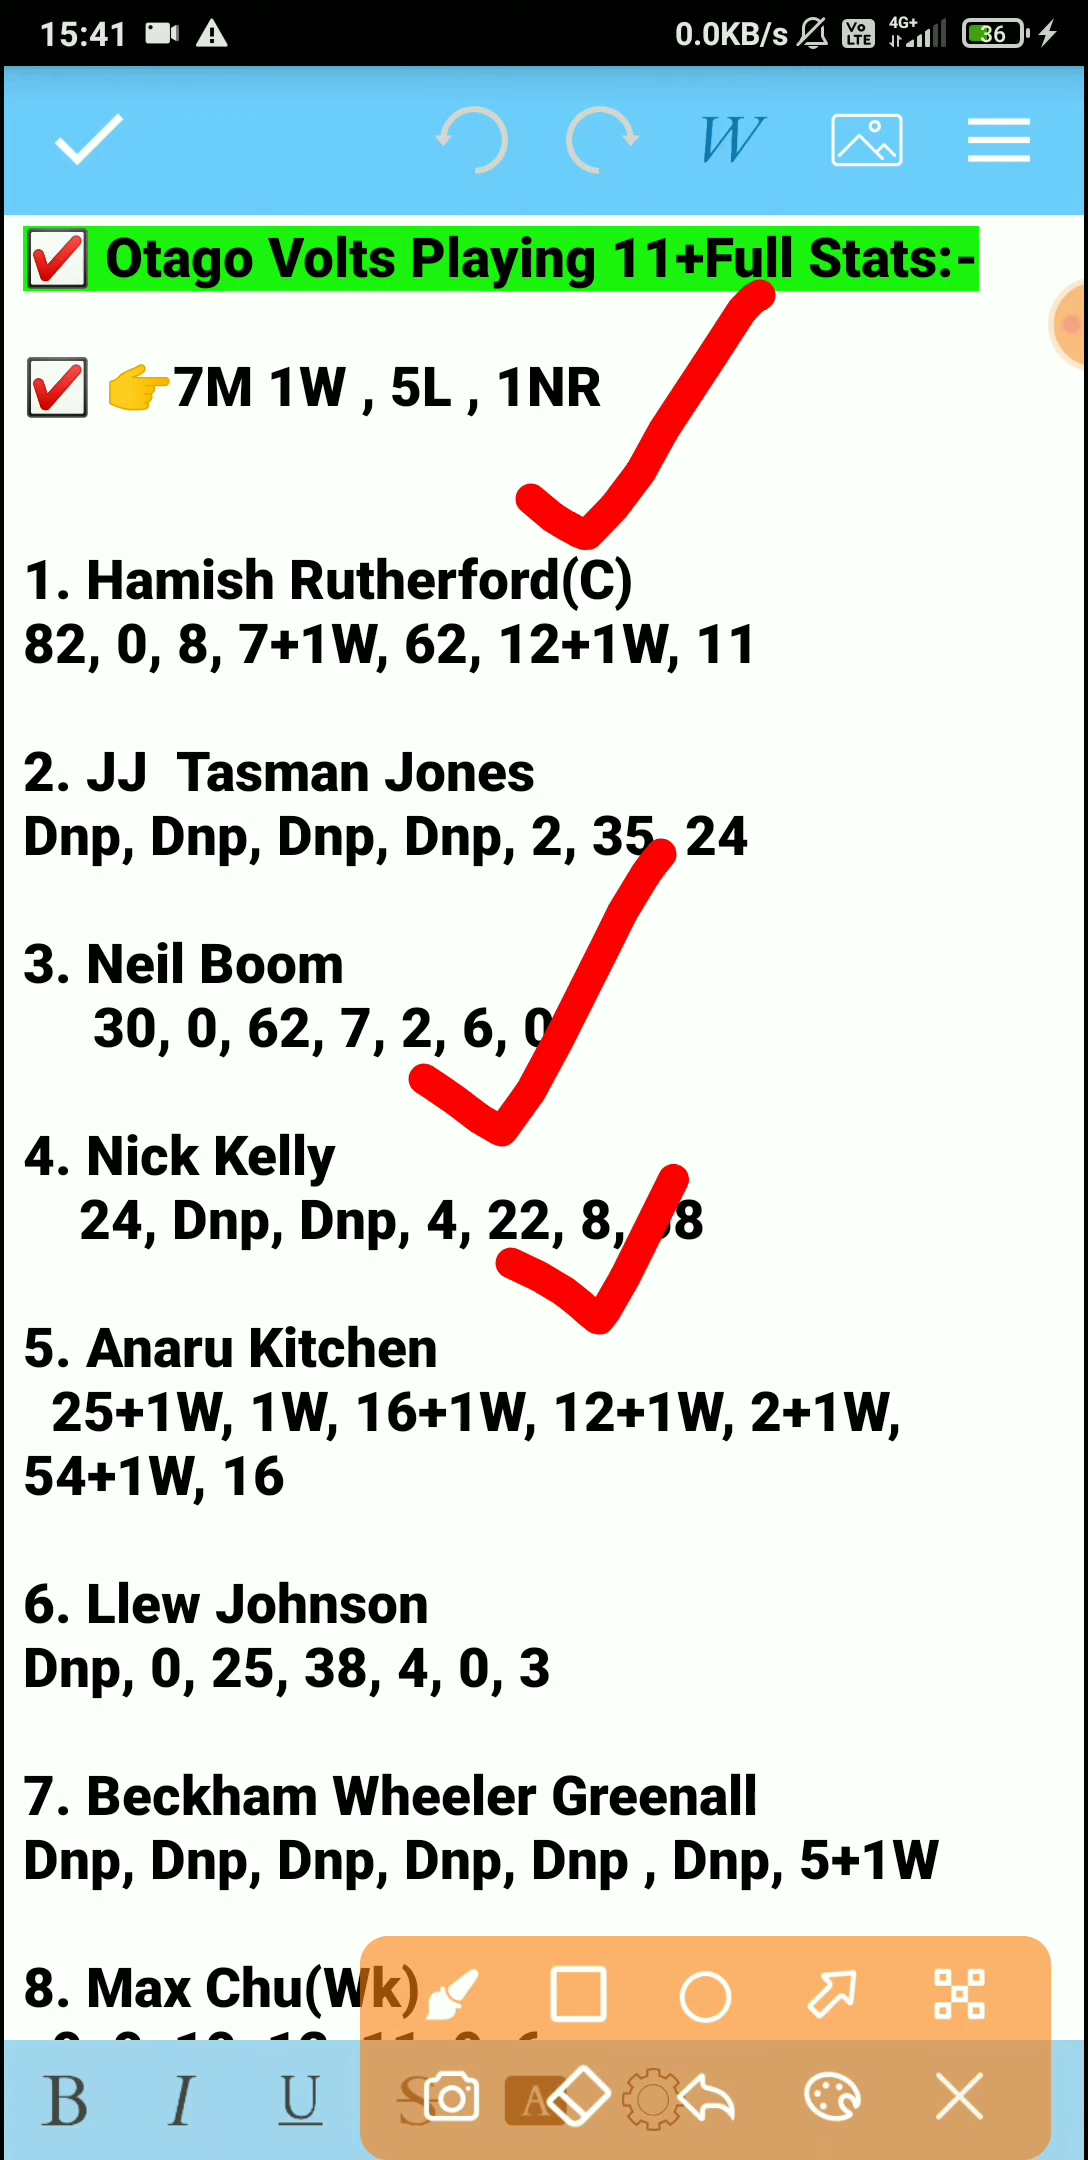 15:41
0.0KB/s
Vo LTE
4G+
36
W
Otago Volts Playing 11+Full Stats:-
7M 1W , 5L , 1NR
1. Hamish Rutherford(C)
82, 0, 8, 7+1W, 62, 12+1W, 11
2. JJ  Tasman Jones
Dnp, Dnp, Dnp, Dnp, 2, 35, 24
3. Neil Boom
30, 0, 62, 7, 2, 6, 0
4. Nick Kelly
24, Dnp, Dnp, 4, 22, 8,
5. Anaru Kitchen
25+1W, 1W, 16+1W, 12+1W, 2+1W,
54+1W, 16
6. Llew Johnson
Dnp, 0, 25, 38, 4, 0, 3
7. Beckham Wheeler Greenall
Dnp, Dnp, Dnp, Dnp, Dnp , Dnp, 5+1W
8. Max Chu(Wk)
B I U S A